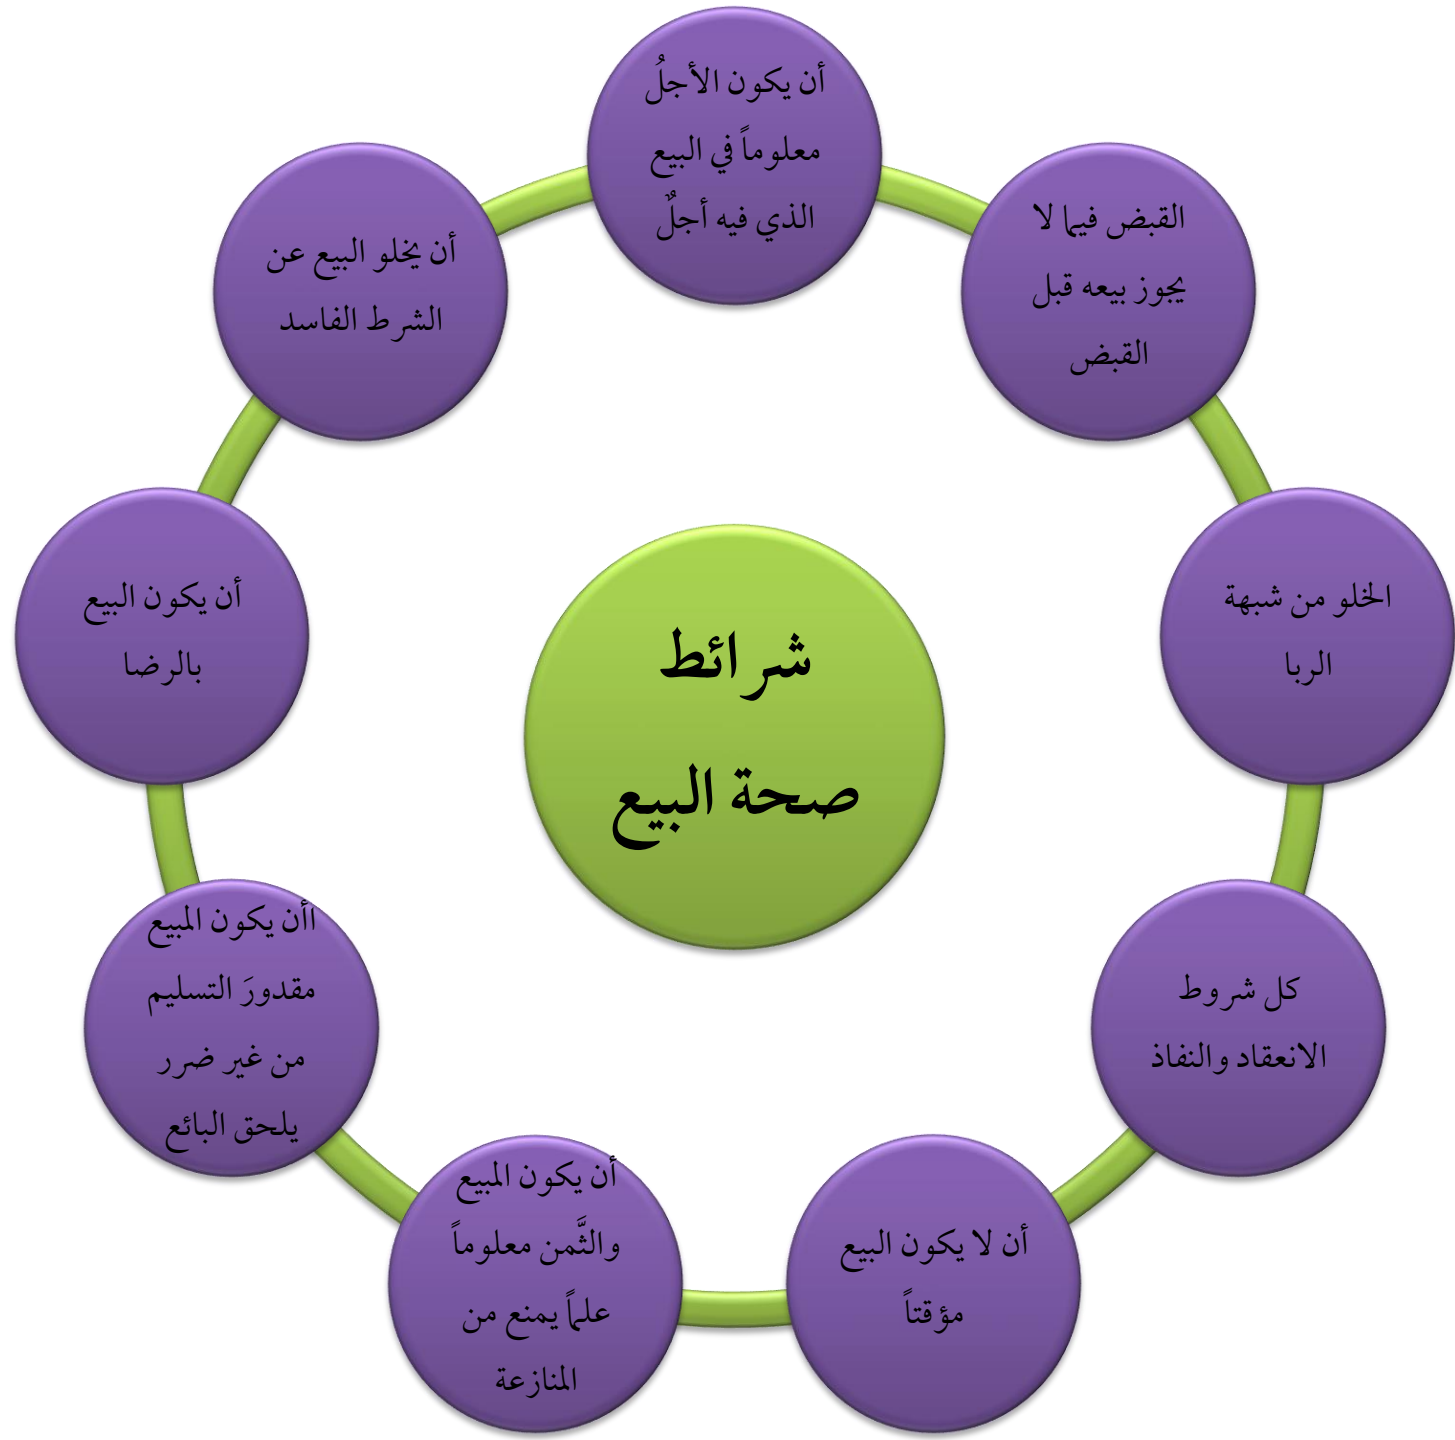 أن يكون الأجلُ
معلوماً في البيع
الذي فيه أجلٌ
القبض فيما لا
يجوز بيعه قبل
القبض
الخلو من شبهة
الربا
كل شروط
الانعقاد والنفاذ
أن لا يكون البيع
مؤقتاً
أن يكون المبيع
والثَّمن معلوماً
علماً يمنع من
المنازعة
اأن يكون المبيع
مقدورَ التسليم
من غير ضرر
يلحق البائع
أن يكون البيع
بالرضا
أن يخلو البيع عن
الشرط الفاسد
شرائط
صحة البيع